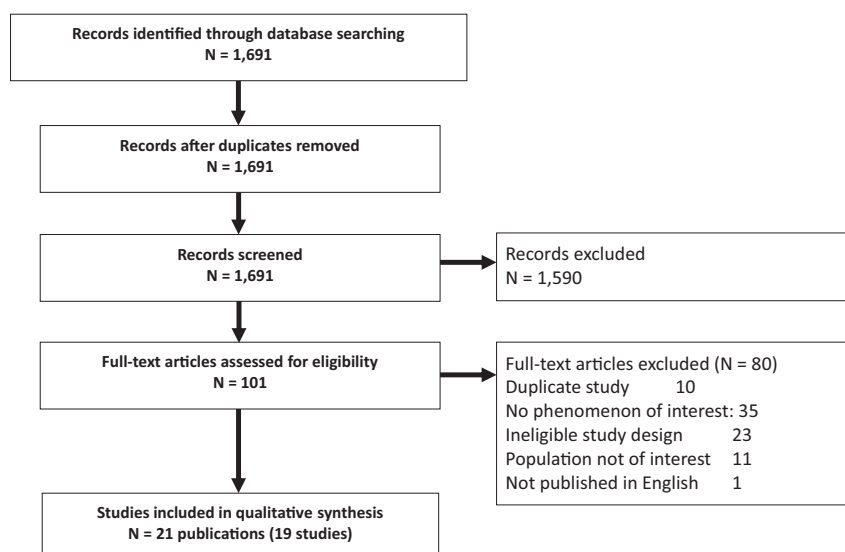 Records identified through database searching
N = 1,691
Records after duplicates removed
N = 1,691
Records screened
N = 1,691
Records excluded
N = 1,590
Full-text articles assessed for eligibility
N = 101
Full-text articles excluded (N = 80)
Duplicate study 10
No phenomenon of interest: 35
Ineligible study design 23
Population not of interest 11
Not published in English 1
Studies included in qualitative synthesis
N = 21 publications (19 studies)